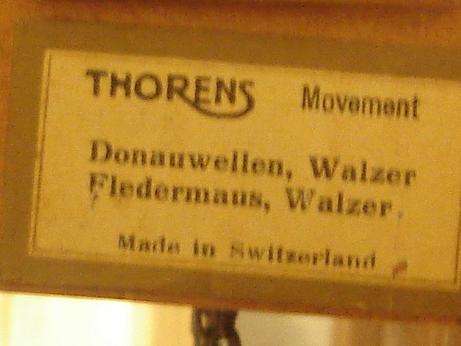 THORENS Movement
Donauwellen, Walzer
Fledermaus, Walzer.
Made in Switzerland